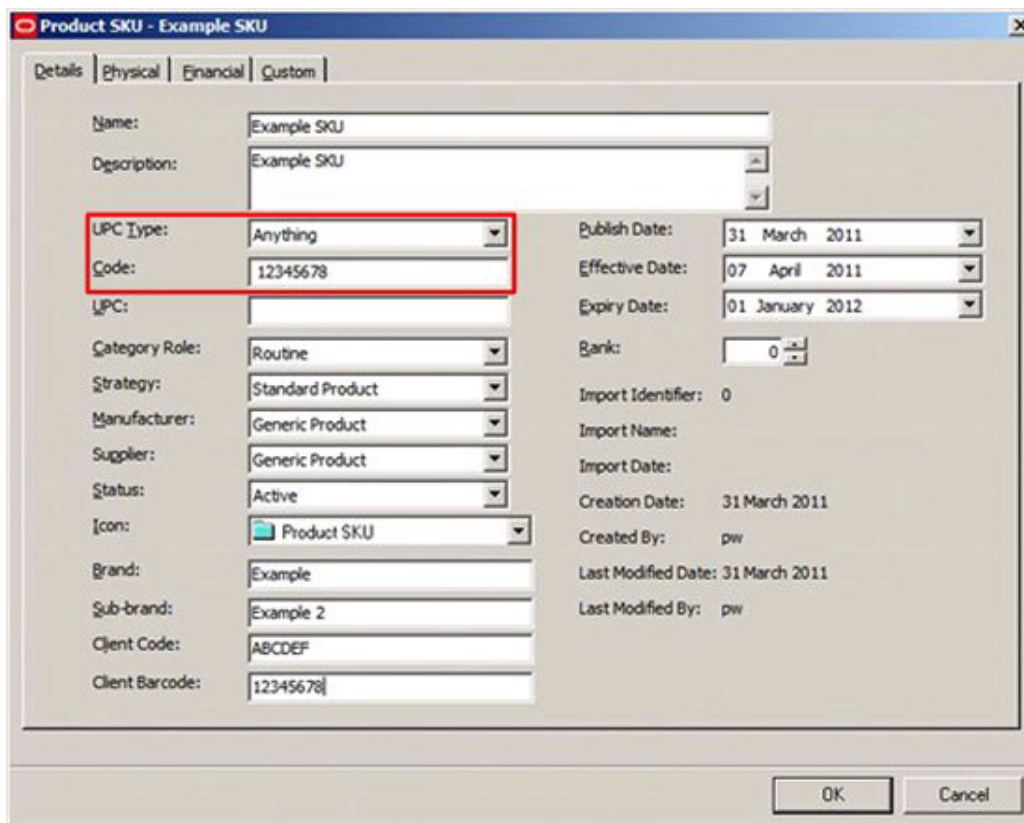 Product SKU - Example SKU
Details Physical Financial Custom
Name: Example SKU
Description: Example SKU
UPC Type: Anything
Code: 12345678
UPC:
Category Role: Routine
Strategy: Standard Product
Manufacturer: Generic Product
Supplier: Generic Product
Status: Active
Icon: Product SKU
Brand: Example
Sub-brand: Example 2
Client Code: ABCDEF
Client Barcode: 12345678
Publish Date: 31 March 2011
Effective Date: 07 April 2011
Expiry Date: 01 January 2012
Rank: 0
Import Identifier: 0
Import Name:
Import Date:
Creation Date: 31 March 2011
Created By: pw
Last Modified Date: 31 March 2011
Last Modified By: pw
OK Cancel